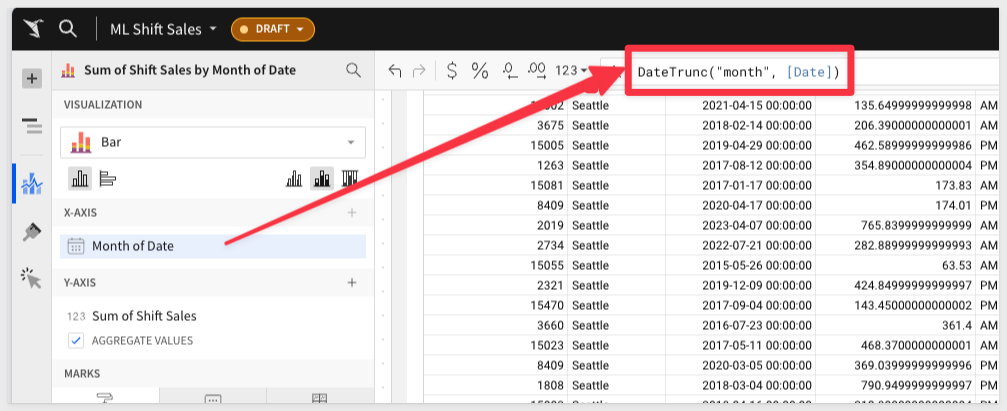 ML Shift Sales DRAFT
Sum of Shift Sales by Month of Date
$ % .0 .00 123 DateTrunc("month", [Date])
VISUALIZATION
Bar
X-AXIS
Month of Date
Y-AXIS
123 Sum of Shift Sales
AGGREGATE VALUES
MARKS
Seattle 2021-04-15 00:00:00 135.64999999999998 AM
3675 Seattle 2018-02-14 00:00:00 206.39000000000001 AM
15005 Seattle 2019-04-29 00:00:00 462.58999999999986 PM
1263 Seattle 2017-08-12 00:00:00 354.89000000000004 PM
15081 Seattle 2017-01-17 00:00:00 173.83 AM
8409 Seattle 2020-04-17 00:00:00 174.01 PM
2019 Seattle 2023-04-07 00:00:00 765.8399999999999 AM
2734 Seattle 2022-07-21 00:00:00 282.88999999999993 AM
15055 Seattle 2015-05-26 00:00:00 63.53 AM
2321 Seattle 2019-12-09 00:00:00 424.84999999999997 PM
15470 Seattle 2017-09-04 00:00:00 143.45000000000002 PM
3660 Seattle 2016-07-23 00:00:00 361.4 AM
15023 Seattle 2017-05-11 00:00:00 468.3700000000001 AM
8409 Seattle 2020-03-05 00:00:00 369.03999999999996 PM
1808 Seattle 2018-03-04 00:00:00 790.9499999999997 PM